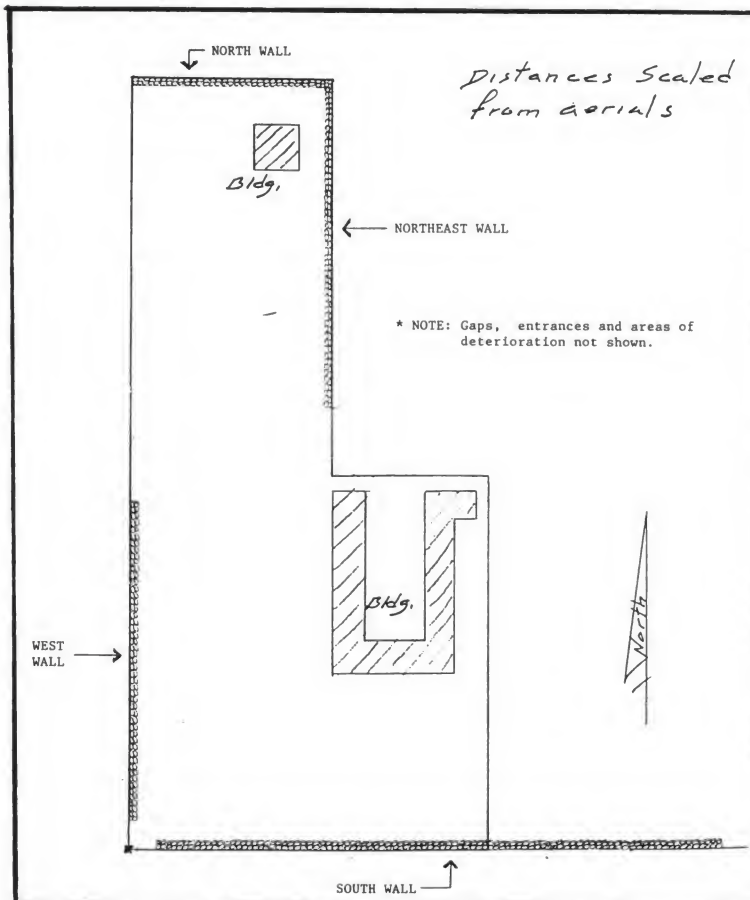 NORTH WALL
Distances Scaled
from aerials
Bldg.
NORTHEAST WALL
* NOTE: Gaps, entrances and areas of
deterioration not shown.
Bldg.
North
WEST
WALL
SOUTH WALL